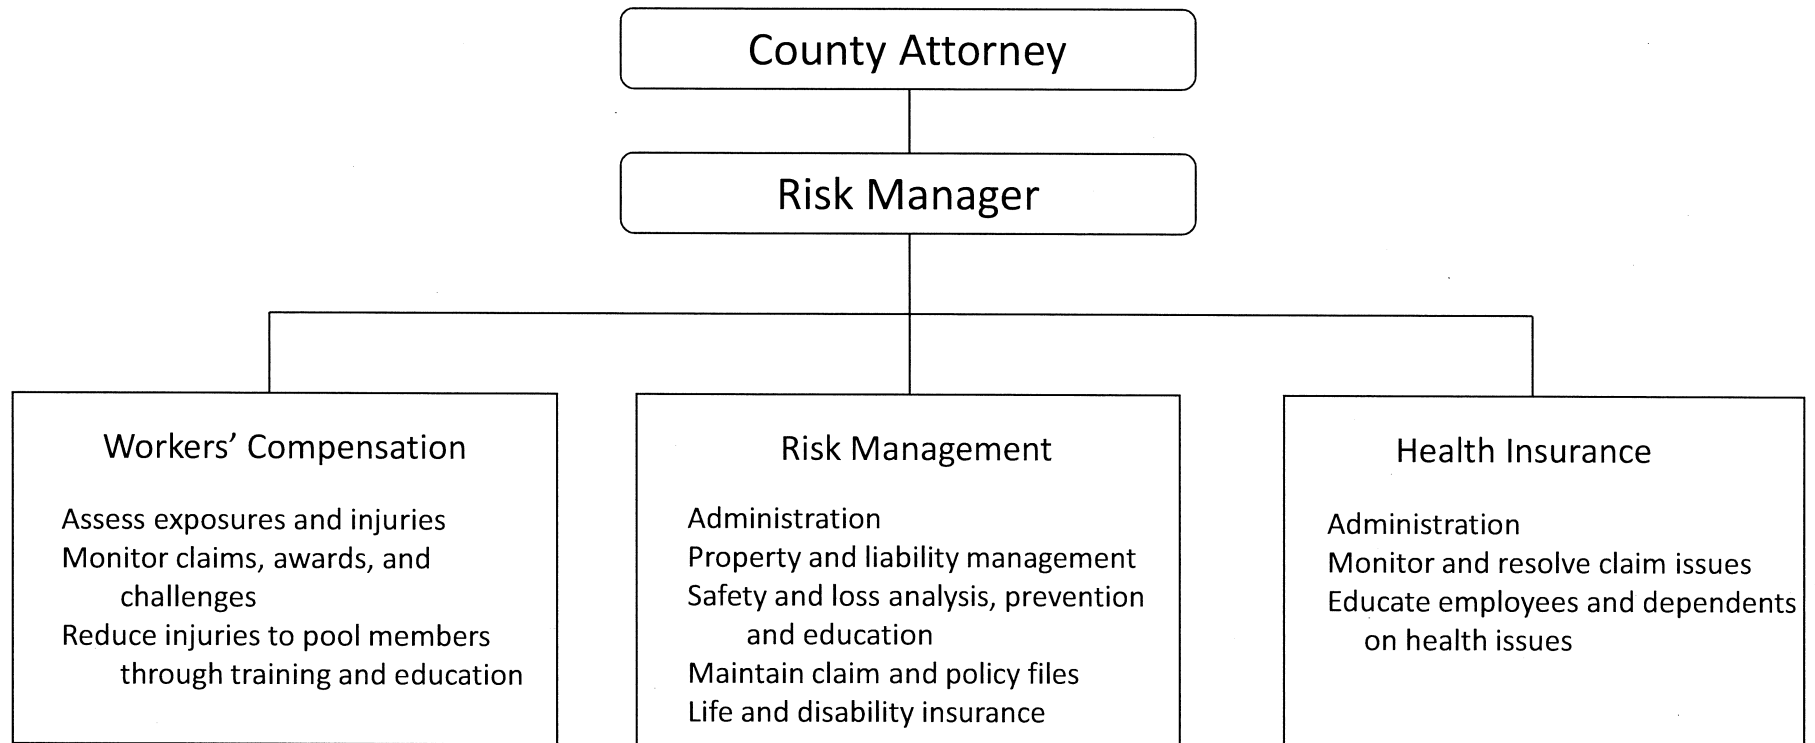 County Attorney
Risk Manager
Workers’ Compensation
Assess exposures and injuries
Monitor claims, awards, and
challenges
Reduce injuries to pool members
through training and education
Risk Management
Administration
Property and liability management
Safety and loss analysis, prevention
and education
Maintain claim and policy files
Life and disability insurance
Health Insurance
Administration
Monitor and resolve claim issues
Educate employees and dependents
on health issues